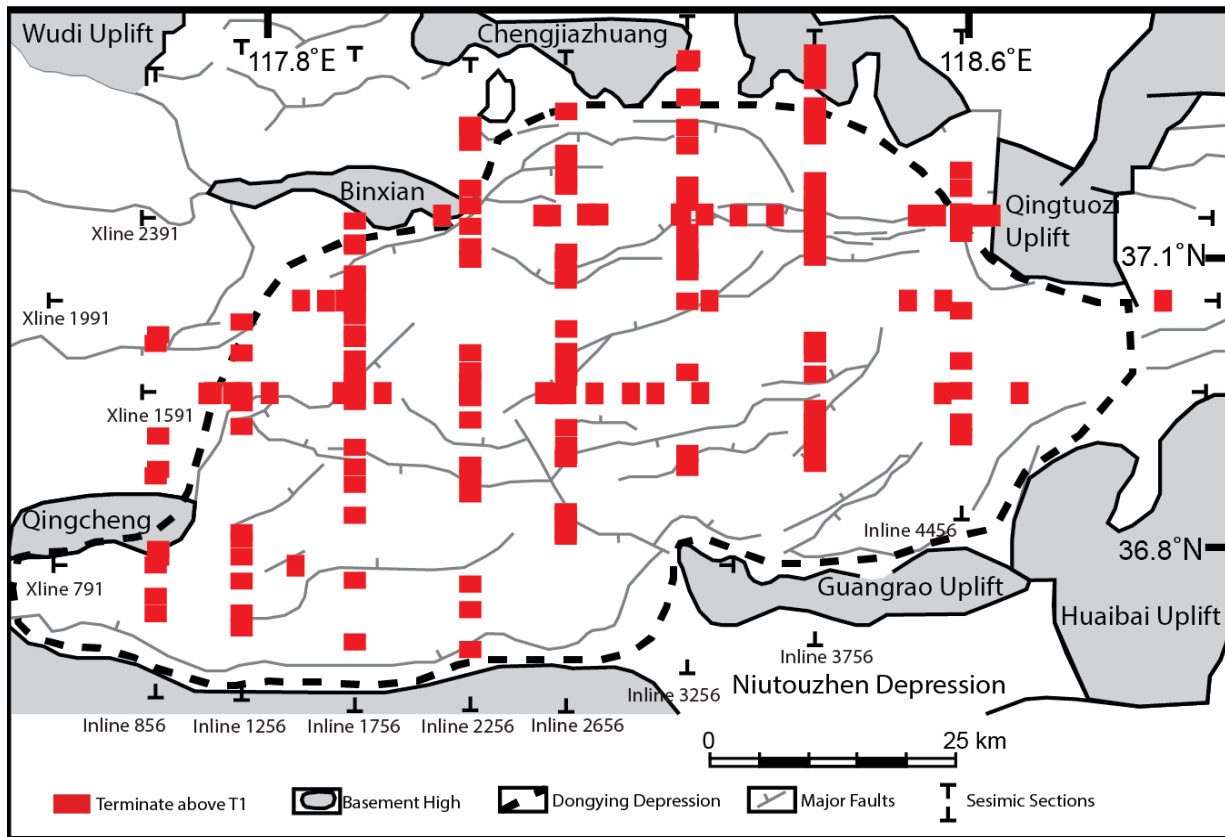 Wudi Uplift
Chengjiazhuang
117.8°E
118.6°E
Binxian
Qingtuozi
Uplift
Xline 2391
37.1°N
Xline 1991
Xline 1591
Qingcheng
Inline 4456
36.8°N
Xline 791
Guangrao Uplift
Huaibai Uplift
Inline 3756
Inline 3256
Niutouzhen Depression
Inline 856
Inline 1256
Inline 1756
Inline 2256
Inline 2656
0
25 km
Terminate above T1
Basement High
Dongying Depression
Major Faults
Sesimic Sections